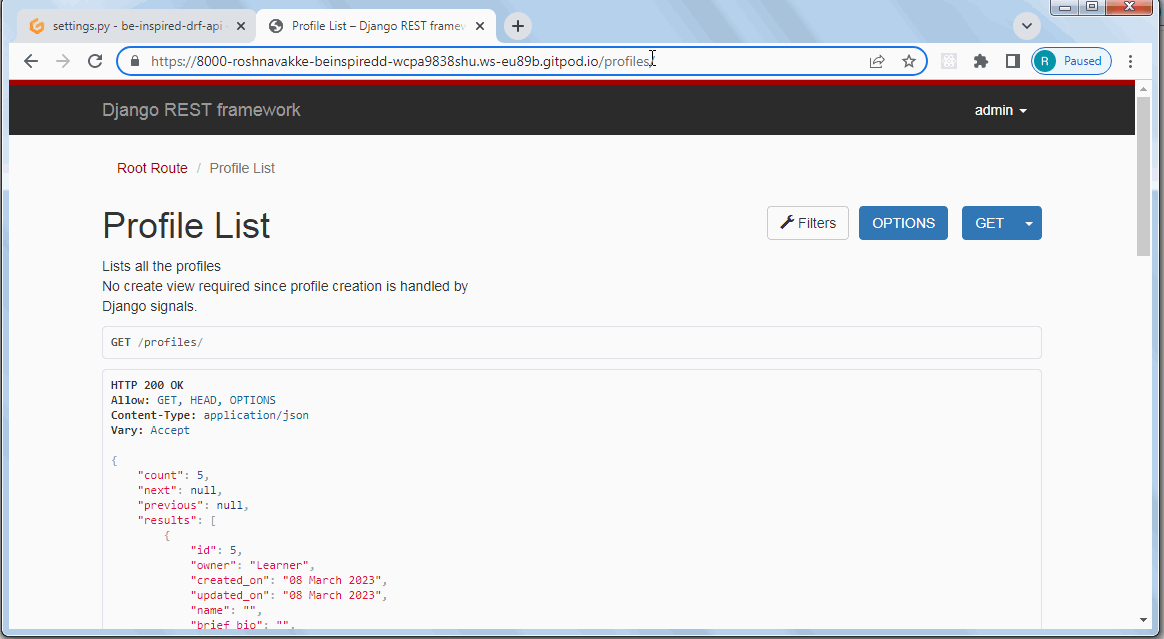 settings.py - be-inspired-drf-api
Profile List – Django REST framew
https://8000-roshnavakke-beinspiredd-wcpa9838shu.ws-eu89b.gitpod.io/profiles/
R Paused
Django REST framework
admin
Root Route / Profile List
Profile List
Filters
OPTIONS
GET
Lists all the profiles
No create view required since profile creation is handled by
Django signals.
GET /profiles/
HTTP 200 OK
Allow: GET, HEAD, OPTIONS
Content-Type: application/json
Vary: Accept
{
"count": 5,
"next": null,
"previous": null,
"results": [
{
"id": 5,
"owner": "Learner",
"created_on": "08 March 2023",
"updated_on": "08 March 2023",
"name": "",
"brief_bio": "",